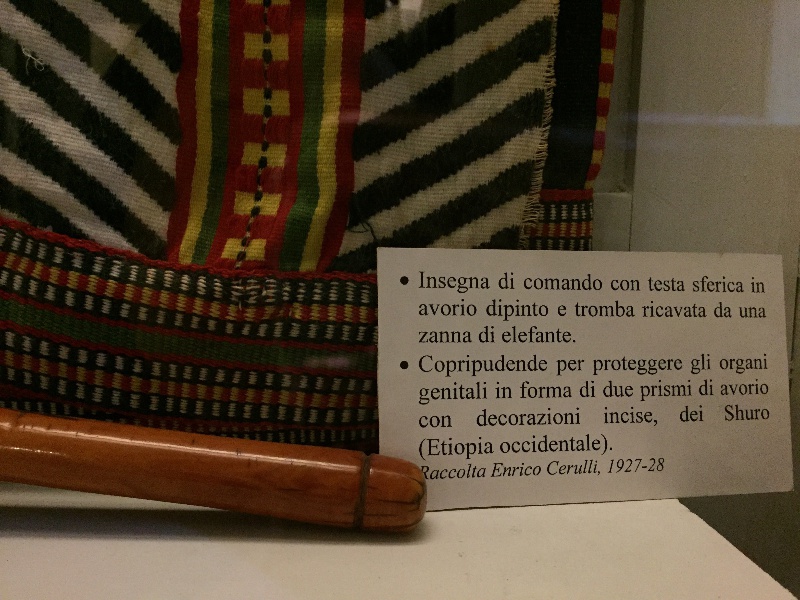 • Insegna di comando con testa sferica in
avorio dipinto e tromba ricavata da una
zanna di elefante.
• Copripudende per proteggere gli organi
genitali in forma di due prismi di avorio
con decorazioni incise, dei Shuro
(Etiopia occidentale).
Raccolta Enrico Cerulli, 1927-28